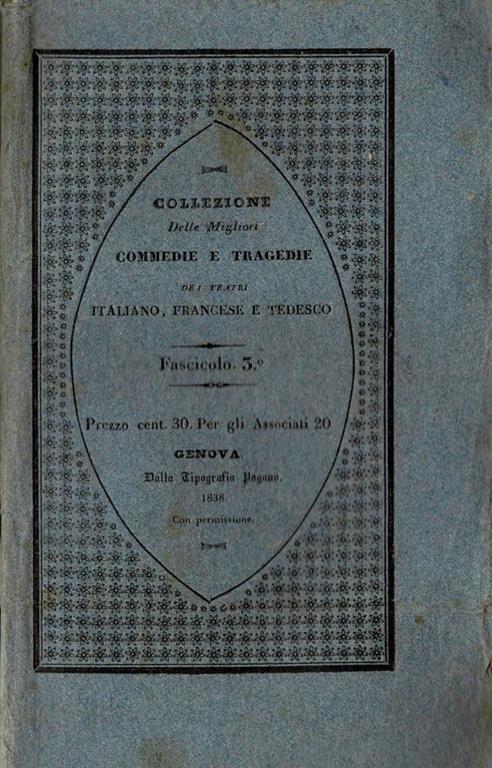 COLLEZIONE
Delle Migliori
COMMEDIE E TRAGEDIE
DEI TEATRI
ITALIANO, FRANCESE E TEDESCO
Fascicolo. 3.º
Prezzo cent. 30. Per gli Associati 20
GENOVA
Dalla Tipografia Pagano.
1838
Con permissione.